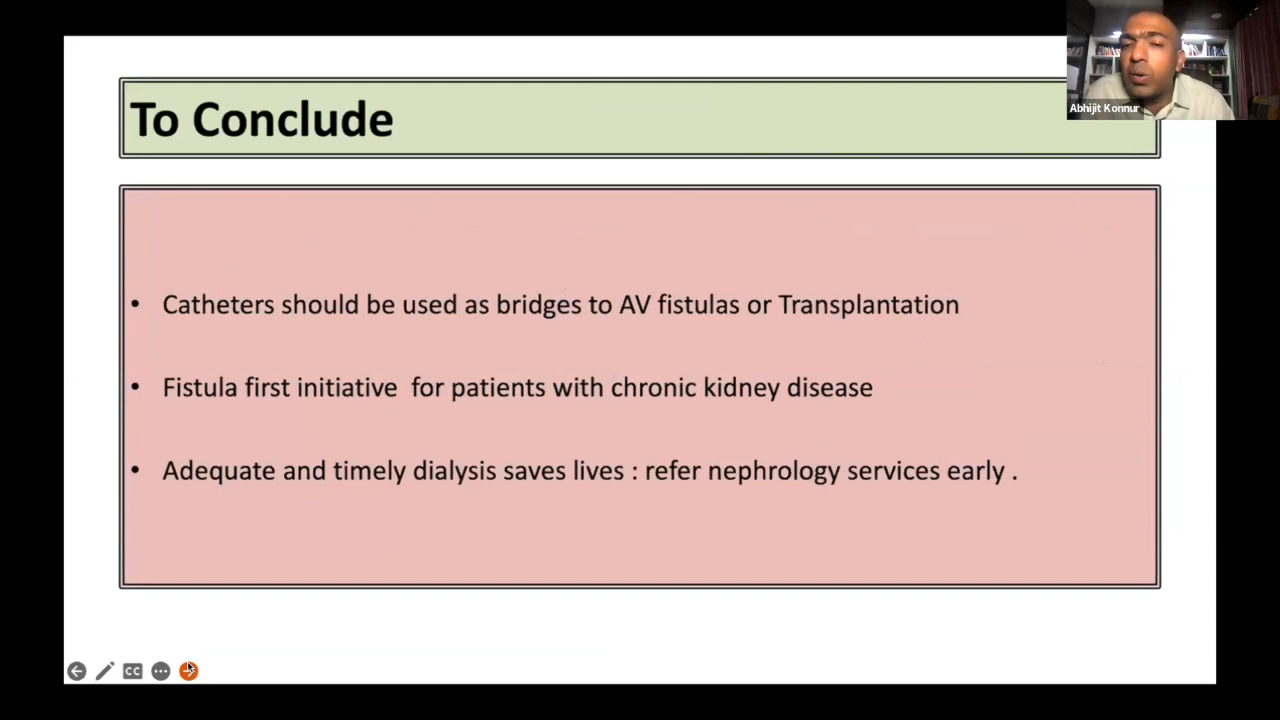 To Conclude
Abhijit Konnur
• Catheters should be used as bridges to AV fistulas or Transplantation
• Fistula first initiative  for patients with chronic kidney disease
• Adequate and timely dialysis saves lives : refer nephrology services early .
CC